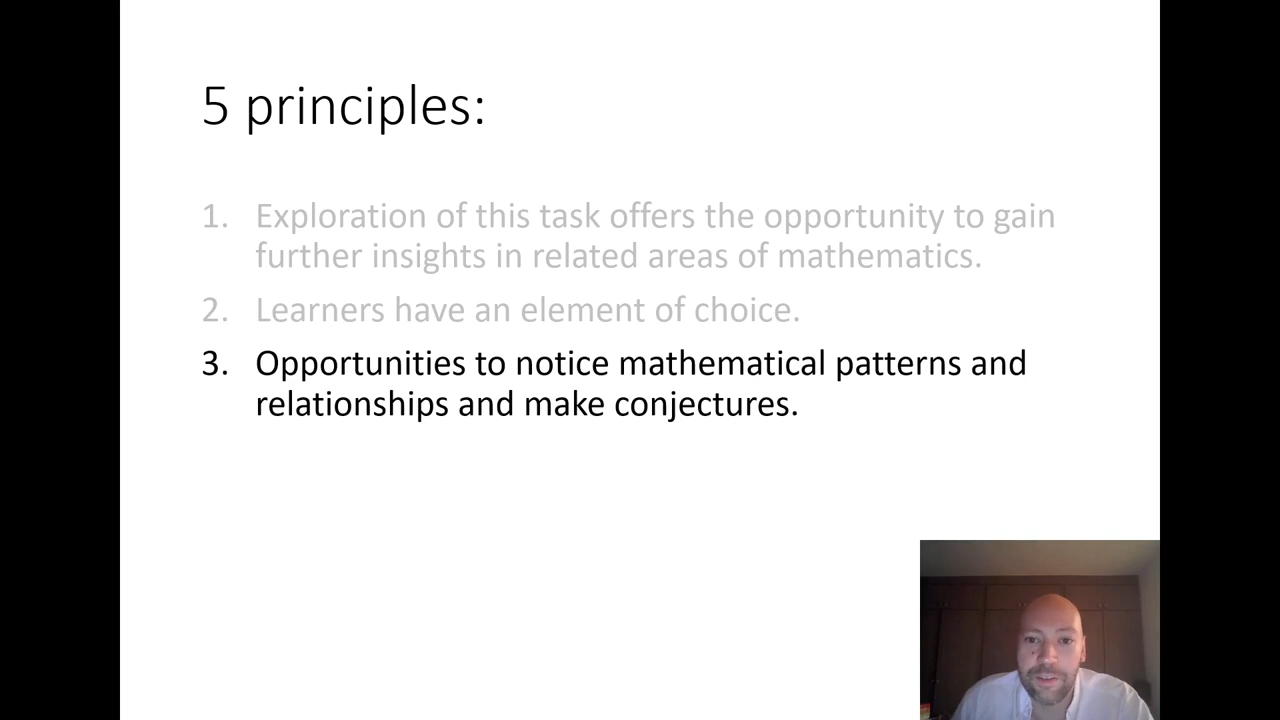 5 principles:
1. Exploration of this task offers the opportunity to gain
further insights in related areas of mathematics.
2. Learners have an element of choice.
3. Opportunities to notice mathematical patterns and
relationships and make conjectures.